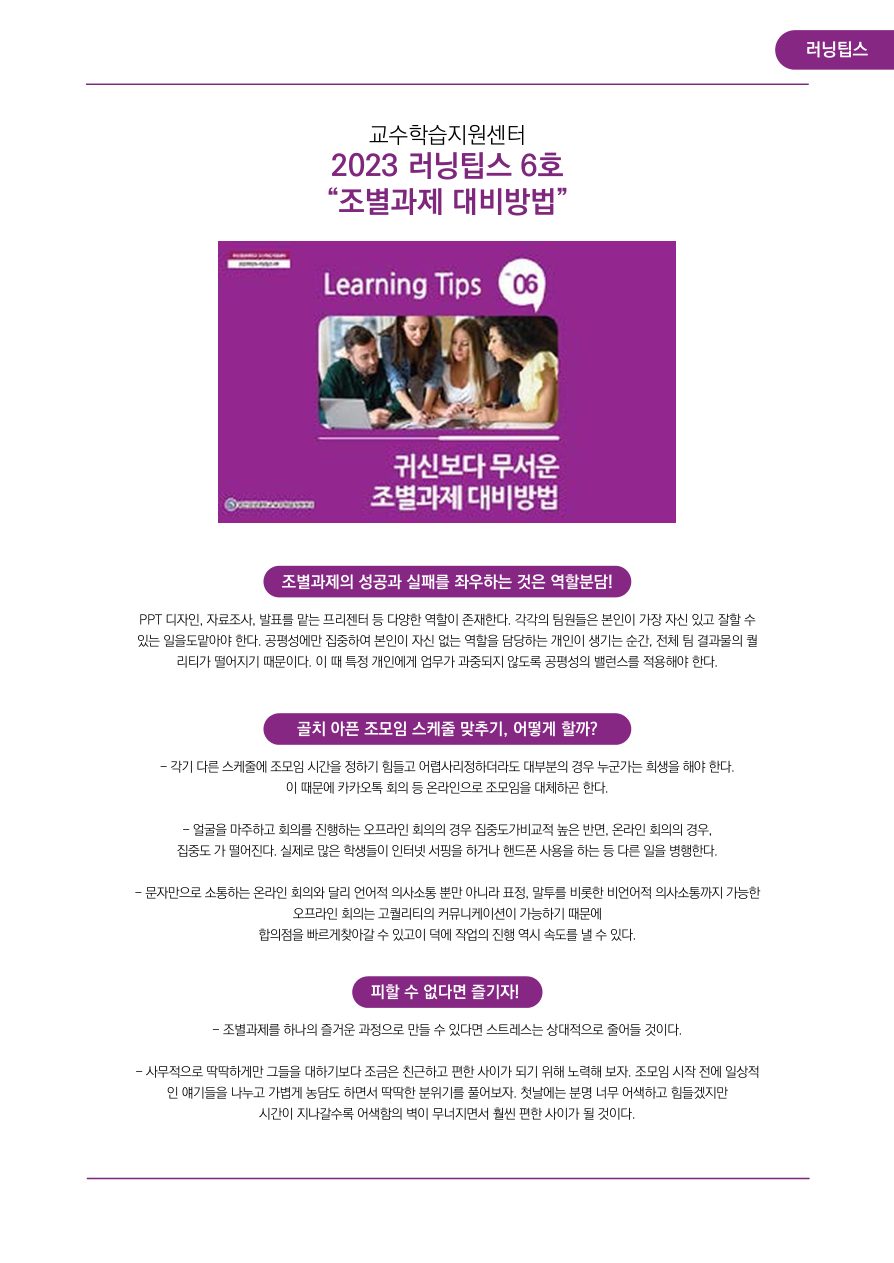 러닝팁스
교수학습지원센터
2023 러닝팁스 6호
“조별과제 대비방법”
Learning Tips 06
귀신보다 무서운
조별과제 대비방법
조별과제의 성공과 실패를 좌우하는 것은 역할분담!
PPT 디자인, 자료조사, 발표를 맡는 프리젠터 등 다양한 역할이 존재한다. 각각의 팀원들은 본인이 가장 자신 있고 잘할 수
있는 일을도맡아야 한다. 공평성에만 집중하여 본인이 자신 없는 역할을 담당하는 개인이 생기는 순간, 전체 팀 결과물의 퀄
리티가 떨어지기 때문이다. 이 때 특정 개인에게 업무가 과중되지 않도록 공평성의 밸런스를 적용해야 한다.
골치 아픈 조모임 스케줄 맞추기, 어떻게 할까?
- 각기 다른 스케줄에 조모임 시간을 정하기 힘들고 어렵사리정하더라도 대부분의 경우 누군가는 희생을 해야 한다.
이 때문에 카카오톡 회의 등 온라인으로 조모임을 대체하곤 한다.
- 얼굴을 마주하고 회의를 진행하는 오프라인 회의의 경우 집중도가비교적 높은 반면, 온라인 회의의 경우,
집중도 가 떨어진다. 실제로 많은 학생들이 인터넷 서핑을 하거나 핸드폰 사용을 하는 등 다른 일을 병행한다.
- 문자만으로 소통하는 온라인 회의와 달리 언어적 의사소통 뿐만 아니라 표정, 말투를 비롯한 비언어적 의사소통까지 가능한
오프라인 회의는 고퀄리티의 커뮤니케이션이 가능하기 때문에
합의점을 빠르게찾아갈 수 있고이 덕에 작업의 진행 역시 속도를 낼 수 있다.
피할 수 없다면 즐기자!
- 조별과제를 하나의 즐거운 과정으로 만들 수 있다면 스트레스는 상대적으로 줄어들 것이다.
- 사무적으로 딱딱하게만 그들을 대하기보다 조금은 친근하고 편한 사이가 되기 위해 노력해 보자. 조모임 시작 전에 일상적
인 얘기들을 나누고 가볍게 농담도 하면서 딱딱한 분위기를 풀어보자. 첫날에는 분명 너무 어색하고 힘들겠지만
시간이 지나갈수록 어색함의 벽이 무너지면서 훨씬 편한 사이가 될 것이다.